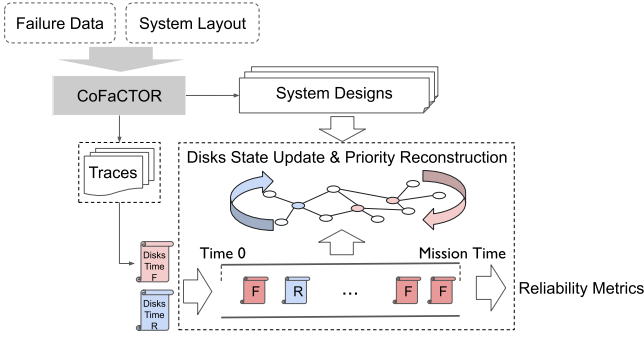 Failure Data
System Layout
CoFaCTOR
System Designs
Traces
Disks State Update & Priority Reconstruction
Time 0
Mission Time
Disks
Time
F
Disks
Time
R
F
R
...
F
F
Reliability Metrics